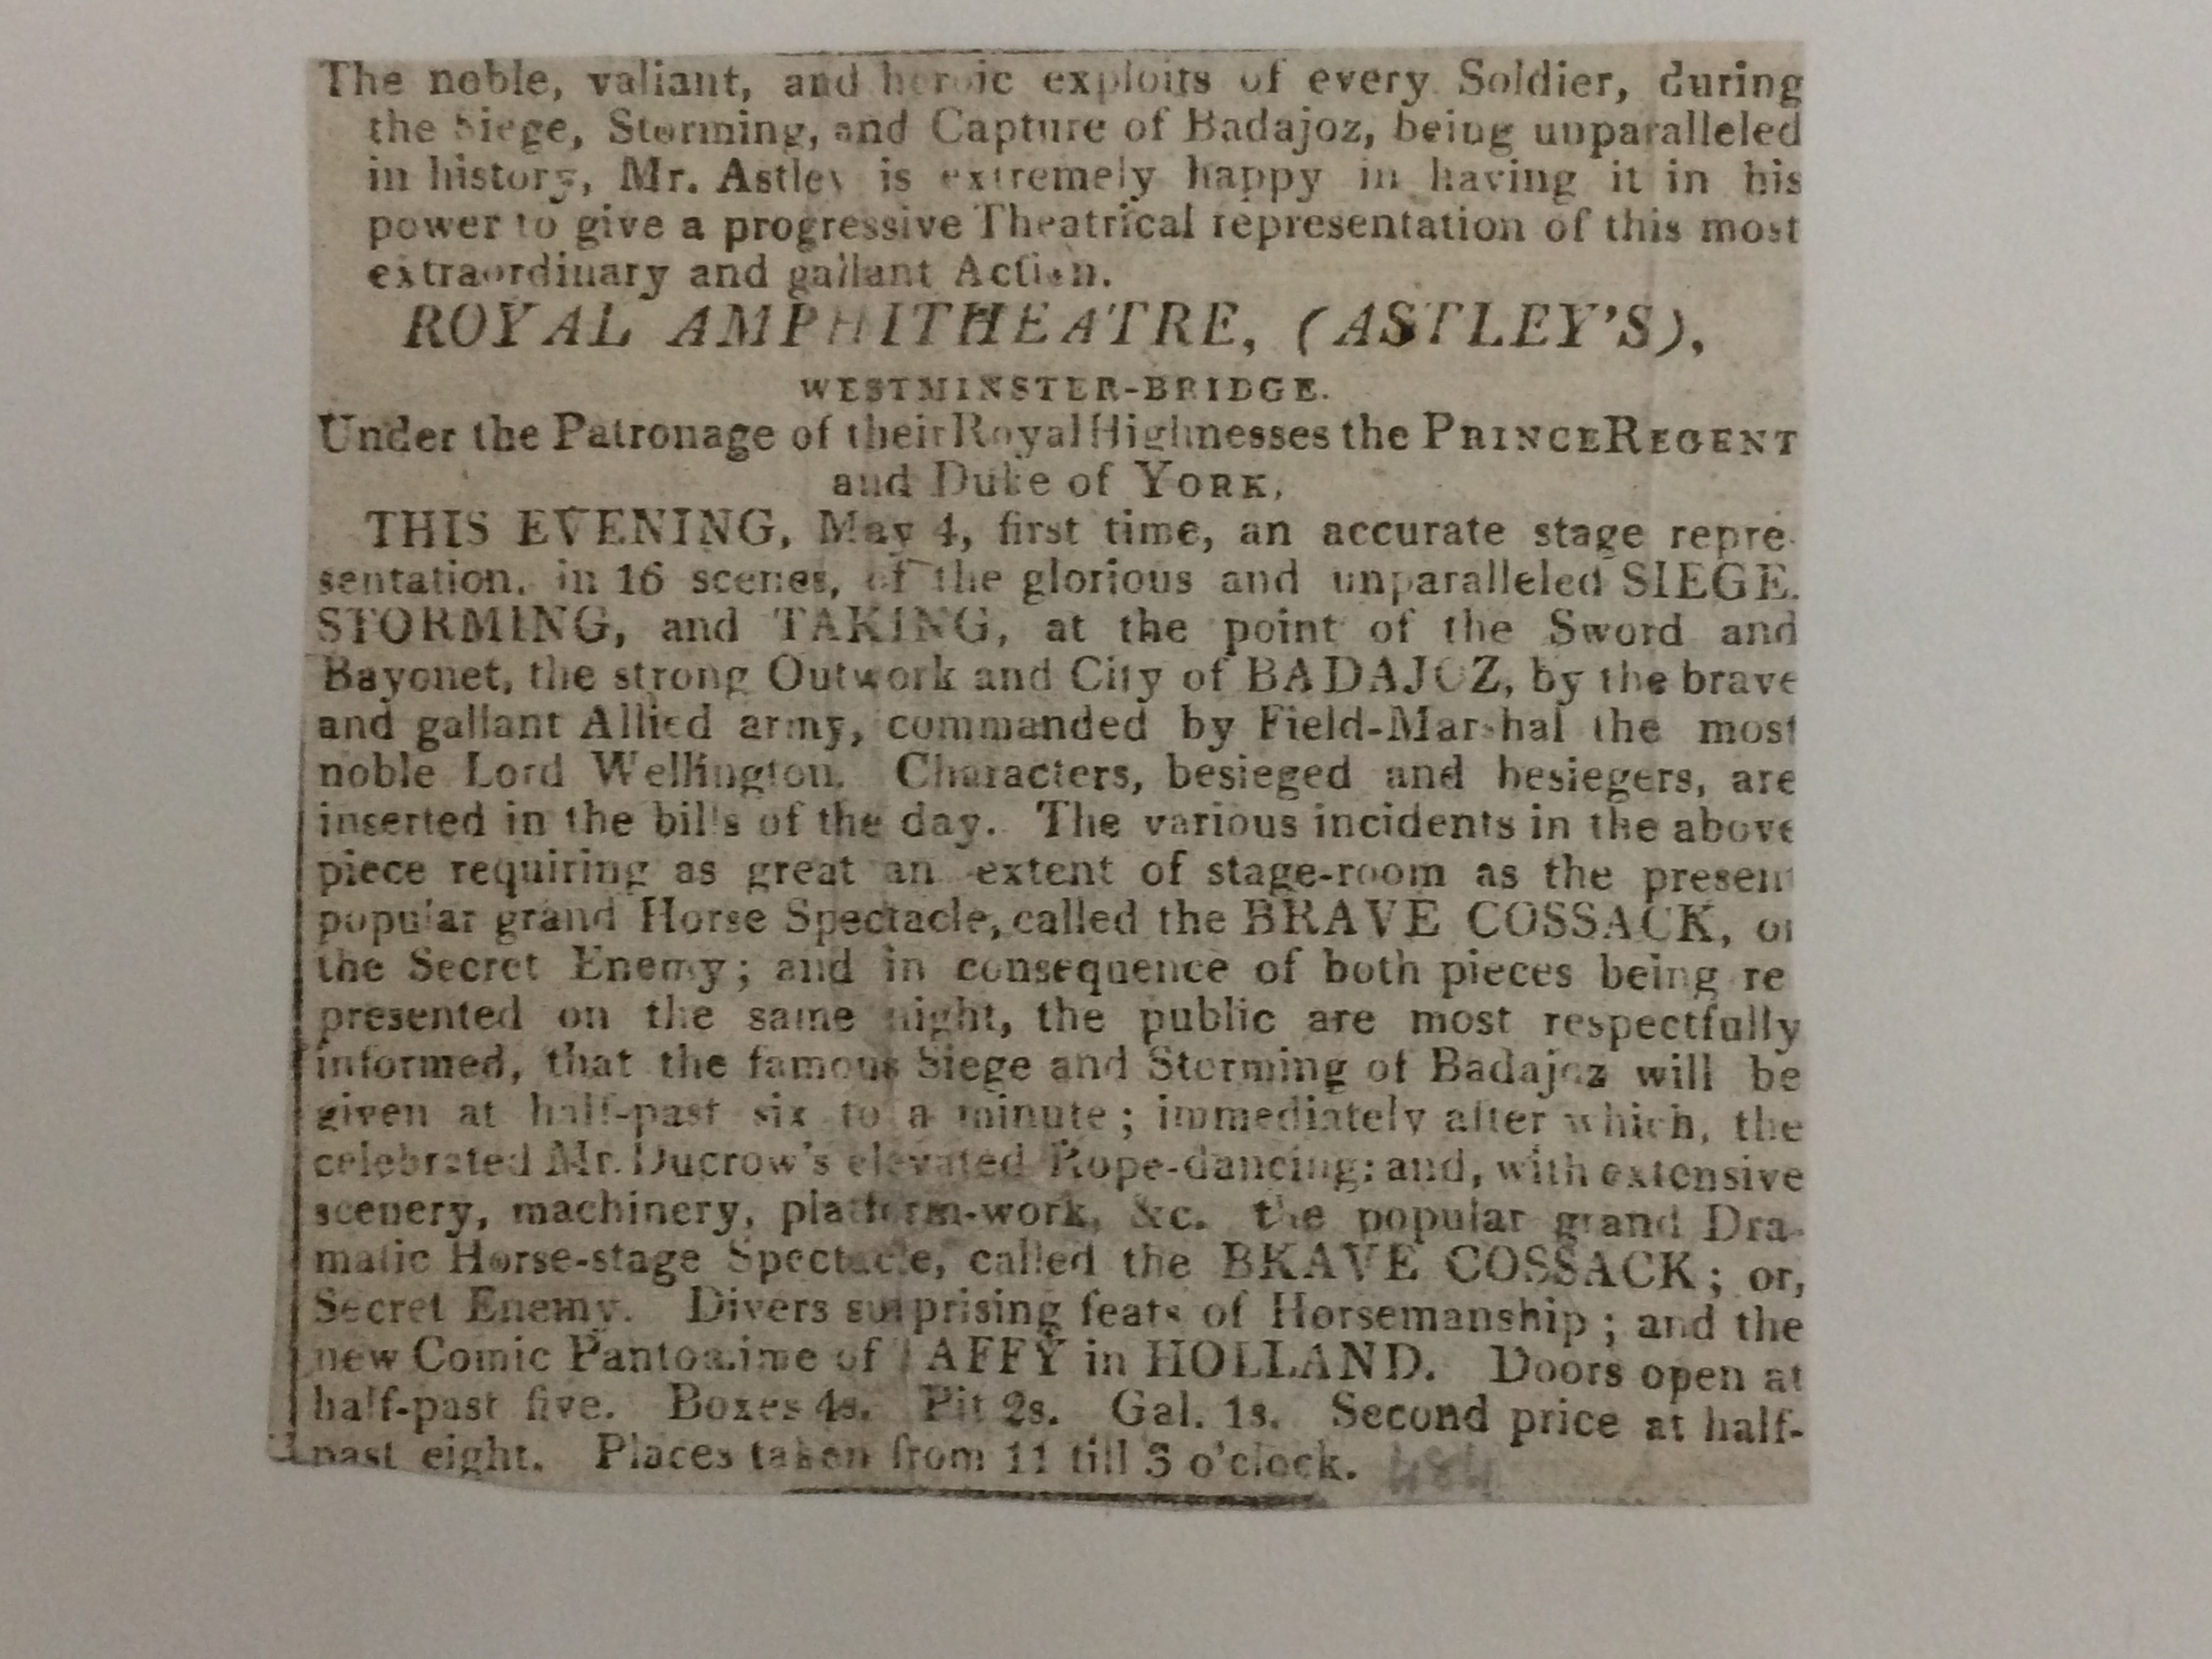 The noble, valiant, and heroic exploits of every Soldier, during
the Siege, Storming, and Capture of Badajoz, being unparalleled
in history, Mr. Astley is extremely happy in having it in his
power to give a progressive Theatrical representation of this most
extraordinary and gallant Action.
ROYAL AMPHITHEATRE, (ASTLEY'S),
WESTMINSTER-BRIDGE.
Under the Patronage of their Royal Highnesses the PRINCE REGENT
and Duke of YORK,
THIS EVENING, May 4, first time, an accurate stage repre-
sentation, in 16 scenes, of the glorious and unparalleled SIEGE,
STORMING, and TAKING, at the point of the Sword and
Bayonet, the strong Outwork and City of BADAJOZ, by the brave
and gallant Allied army, commanded by Field-Marshal the most
noble Lord Wellington. Characters, besieged and besiegers, are
inserted in the bills of the day. The various incidents in the above
piece requiring as great an extent of stage-room as the present
popular grand Horse Spectacle, called the BRAVE COSSACK, or
the Secret Enemy; and in consequence of both pieces being re
presented on the same night, the public are most respectfully
informed, that the famous Siege and Storming of Badajoz will be
given at half-past six to a minute; immediately after which, the
celebrated Mr. Ducrow's elevated Rope-dancing: and, with extensive
scenery, machinery, platform-work, &c. the popular grand Dra-
matic Horse-stage Spectacle, called the BRAVE COSSACK; or,
Secret Enemy. Divers surprising feats of Horsemanship; and the
new Comic Pantomime of TAFFY in HOLLAND. Doors open at
half-past five. Boxes 4s. Pit 2s. Gal. 1s. Second price at half-
past eight. Places taken from 11 till 3 o'clock. 484